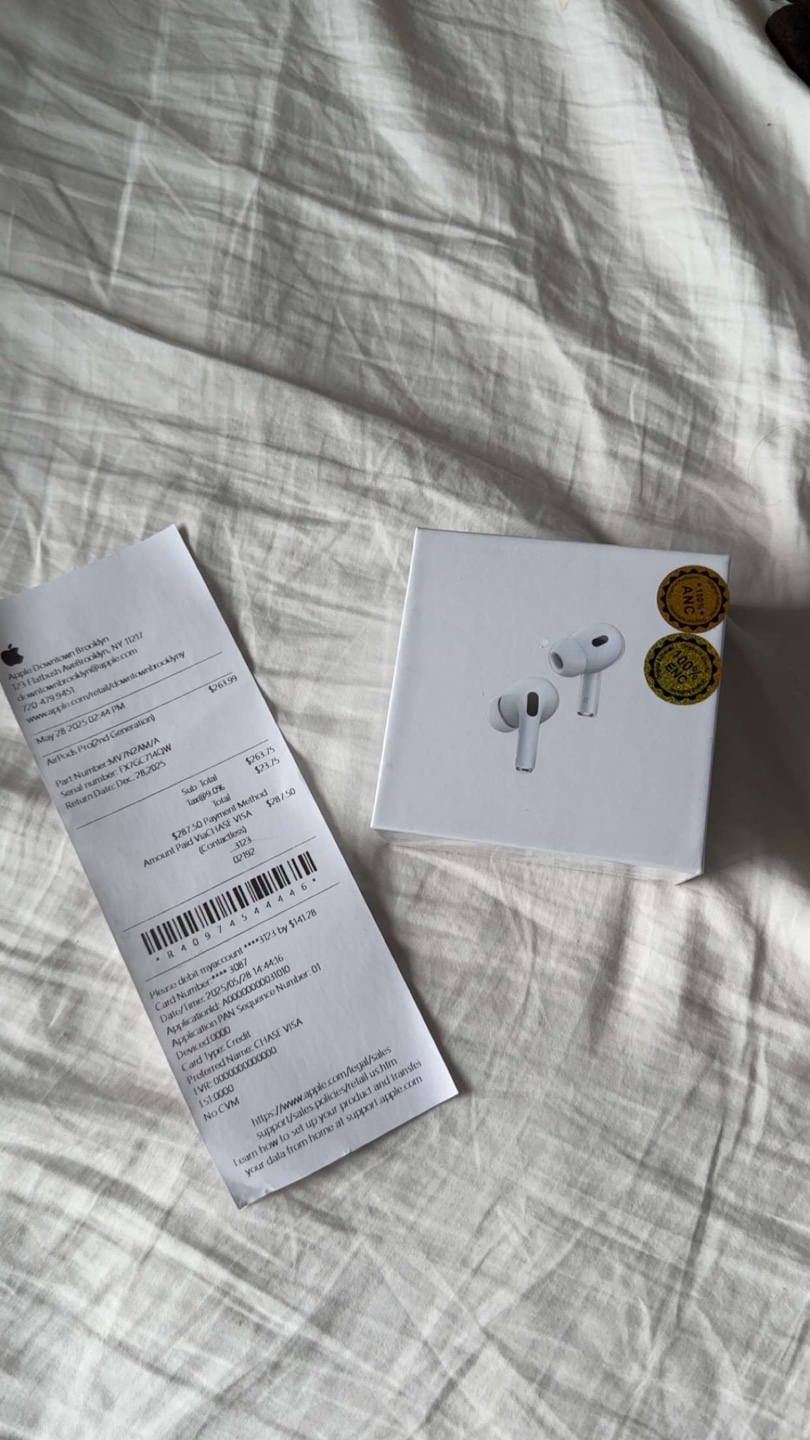 Apple Downtown Brooklyn
123 Flatbush AveBrooklyn, NY 11217
downtownbrooklyn@apple.com
720-479-9451
www.apple.com/retail/downtownbrooklyny
May 28 2025 02:44 PM
$263.99
AirPods Pro(2nd Generation)
Part Number:MV7N2AM/A
Serial number: FX7GC714QW
Return Date: Dec. 28,2025
Sub Total $263.75
Tax@9.0% $23.75
Total
$287.50 Payment Method $287.50
Amount Paid ViaCHASE VISA
(Contactless)
3123
02192
* R 4 0 9 7 4 5 4 4 4 4 6 *
Please debit myaccount ****3123 by $141.28
Card Number:**** 3087
Date/Time: 2025/05/28 14:44:16
ApplicationId: A0000000031010
Application PAN Sequence Number: 01
Deviced:0000
Card Type: Credit
Preferred Name: CHASE VISA
TVR: 000000000000
TSI:0000
No CVM
https://www.apple.com/legal/sales
support/sales.policies/retail us.htm
Learn how to set up your product and transfei
your data from home at support.apple.com
*100%*
ANC
100%
ENC